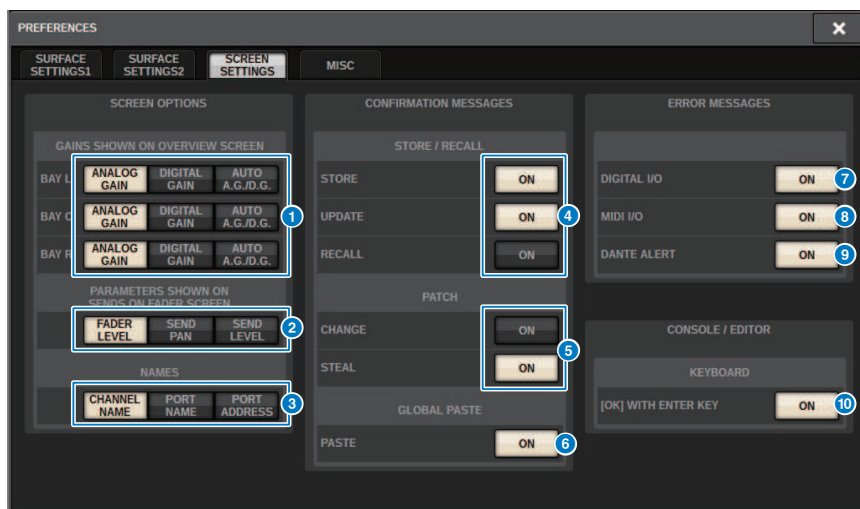 PREFERENCES
SURFACE SETTINGS1
SURFACE SETTINGS2
SCREEN SETTINGS
MISC
SCREEN OPTIONS
GAINS SHOWN ON OVERVIEW SCREEN
BAY L
ANALOG GAIN
DIGITAL GAIN
AUTO A.G./D.G.
BAY C
ANALOG GAIN
DIGITAL GAIN
AUTO A.G./D.G.
1
BAY R
ANALOG GAIN
DIGITAL GAIN
AUTO A.G./D.G.
PARAMETERS SHOWN ON
SENDS ON FADER SCREEN
FADER LEVEL
SEND PAN
SEND LEVEL
2
NAMES
CHANNEL NAME
PORT NAME
PORT ADDRESS
3
CONFIRMATION MESSAGES
STORE / RECALL
STORE
ON
UPDATE
ON
4
RECALL
ON
PATCH
CHANGE
ON
5
STEAL
ON
GLOBAL PASTE
PASTE
ON
6
ERROR MESSAGES
DIGITAL I/O
ON
7
MIDI I/O
ON
8
DANTE ALERT
ON
9
CONSOLE / EDITOR
KEYBOARD
[OK] WITH ENTER KEY
ON
10